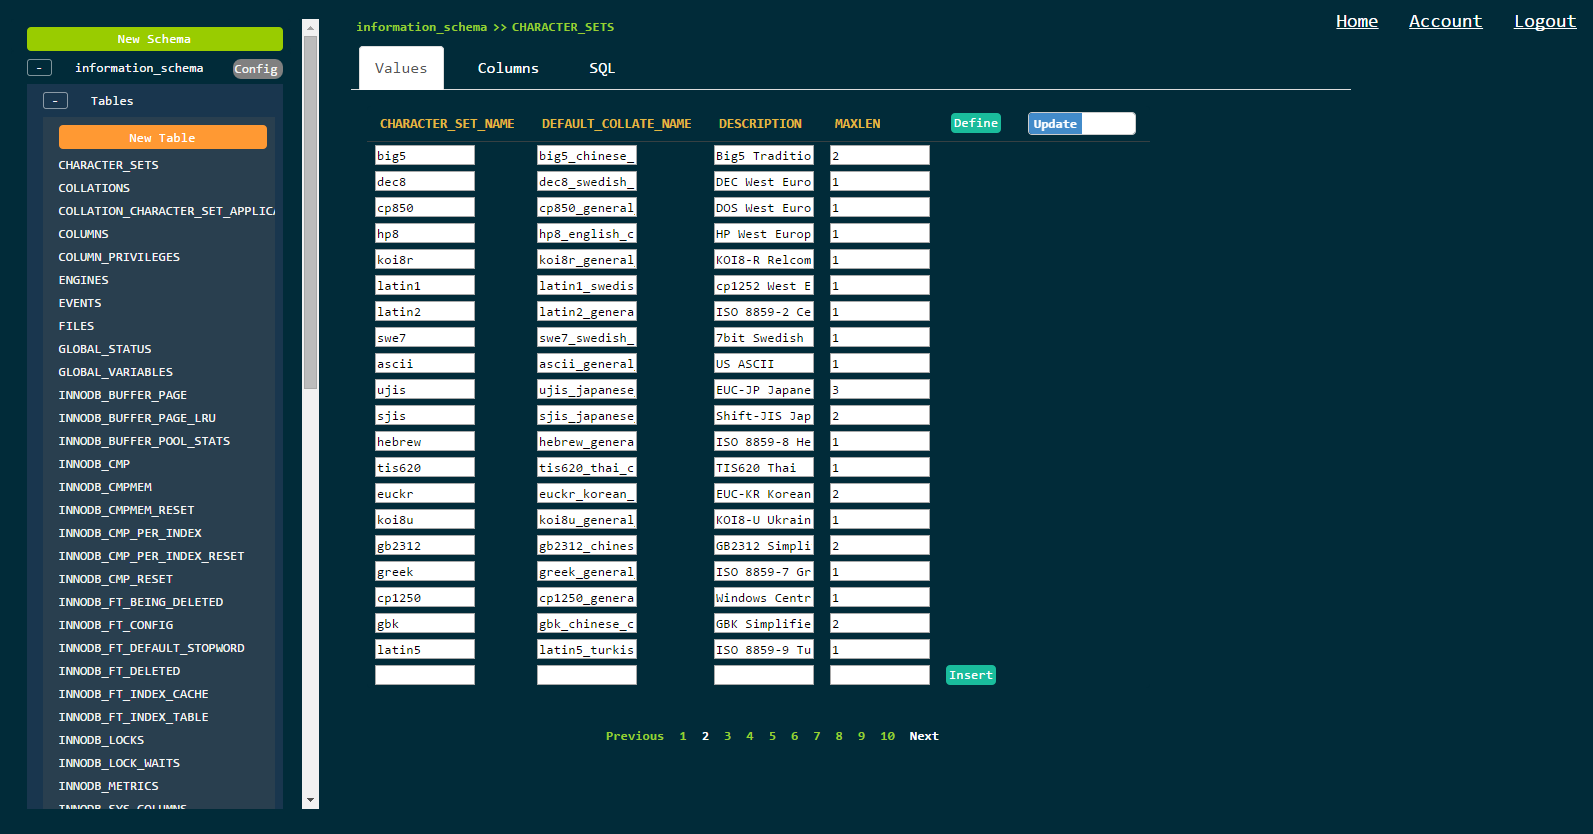 Home Account Logout
New Schema
- information_schema Config
- Tables
New Table
CHARACTER_SETS
COLLATIONS
COLLATION_CHARACTER_SET_APPLICA
COLUMNS
COLUMN_PRIVILEGES
ENGINES
EVENTS
FILES
GLOBAL_STATUS
GLOBAL_VARIABLES
INNODB_BUFFER_PAGE
INNODB_BUFFER_PAGE_LRU
INNODB_BUFFER_POOL_STATS
INNODB_CMP
INNODB_CMPMEM
INNODB_CMPMEM_RESET
INNODB_CMP_PER_INDEX
INNODB_CMP_PER_INDEX_RESET
INNODB_CMP_RESET
INNODB_FT_BEING_DELETED
INNODB_FT_CONFIG
INNODB_FT_DEFAULT_STOPWORD
INNODB_FT_DELETED
INNODB_FT_INDEX_CACHE
INNODB_FT_INDEX_TABLE
INNODB_LOCKS
INNODB_LOCK_WAITS
INNODB_METRICS
INNODB_SYS_COLUMNS
information_schema >> CHARACTER_SETS
Values Columns SQL
CHARACTER_SET_NAME DEFAULT_COLLATE_NAME DESCRIPTION MAXLEN Define Update
big5 big5_chinese_ Big5 Traditio 2
dec8 dec8_swedish_ DEC West Euro 1
cp850 cp850_general DOS West Euro 1
hp8 hp8_english_c HP West Europ 1
koi8r koi8r_general KOI8-R Relcom 1
latin1 latin1_swedis cp1252 West E 1
latin2 latin2_genera ISO 8859-2 Ce 1
swe7 swe7_swedish_ 7bit Swedish 1
ascii ascii_general US ASCII 1
ujis ujis_japanese EUC-JP Japane 3
sjis sjis_japanese Shift-JIS Jap 2
hebrew hebrew_genera ISO 8859-8 He 1
tis620 tis620_thai_c TIS620 Thai 1
euckr euckr_korean_ EUC-KR Korean 2
koi8u koi8u_general KOI8-U Ukrain 1
gb2312 gb2312_chines GB2312 Simpli 2
greek greek_general ISO 8859-7 Gr 1
cp1250 cp1250_genera Windows Centr 1
gbk gbk_chinese_c GBK Simplifie 2
latin5 latin5_turkis ISO 8859-9 Tu 1
Insert
Previous 1 2 3 4 5 6 7 8 9 10 Next